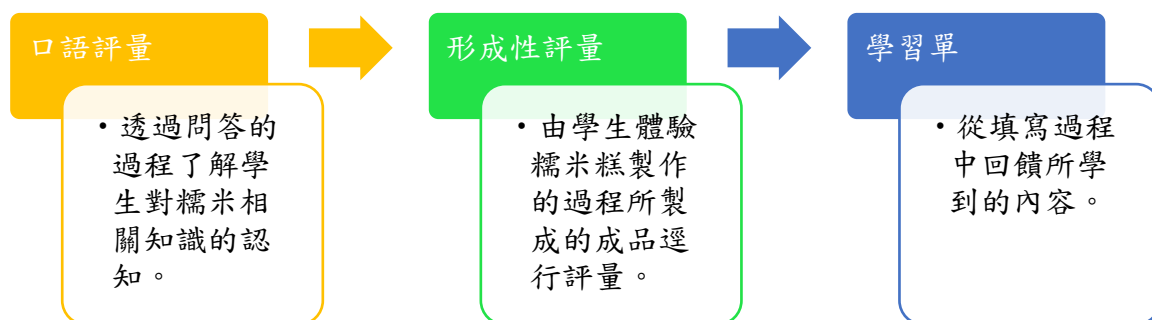 口語評量
•透過問答的
過程了解學
生對糯米相
關知識的認
知。
形成性評量
•由學生體驗
糯米糕製作
的過程所製
成的成品逕
行評量。
學習單
•從填寫過程
中回饋所學
到的內容。